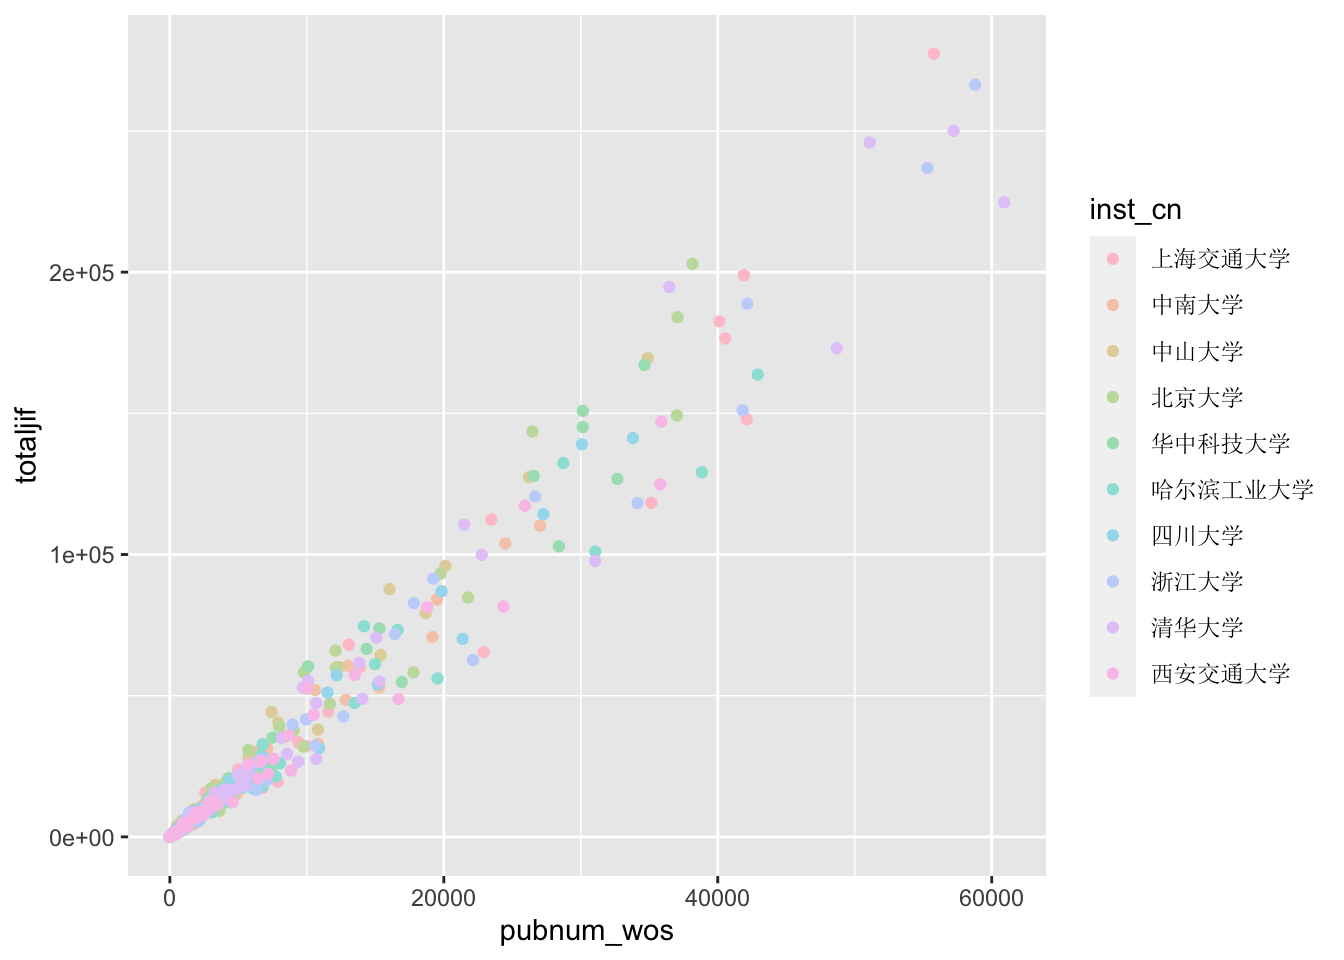 totaljif
2e+05
1e+05
0e+00
0
20000
40000
60000
pubnum_wos
inst_cn
上海交通大学
中南大学
中山大学
北京大学
华中科技大学
哈尔滨工业大学
四川大学
浙江大学
清华大学
西安交通大学